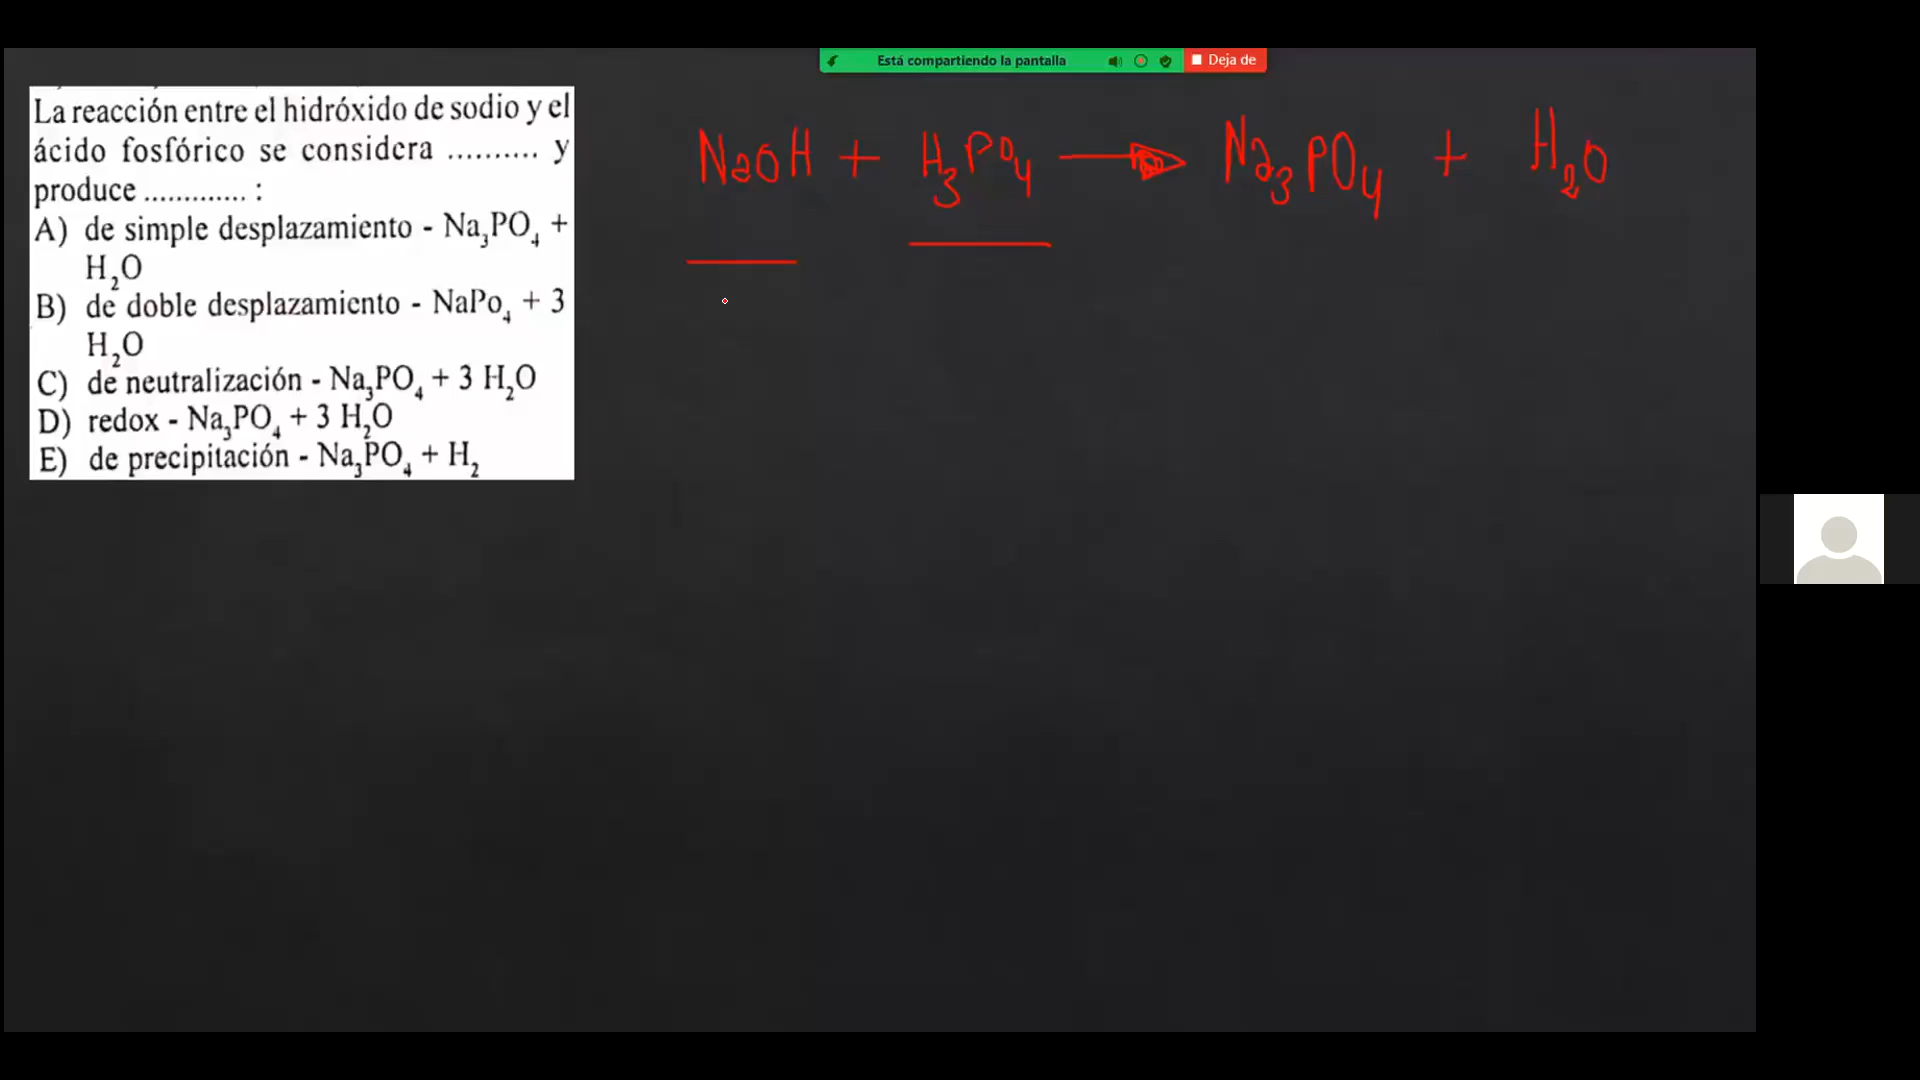 Está compartiendo la pantalla Deja de
La reacción entre el hidróxido de sodio y el
ácido fosfórico se considera .......... y
produce ............. :
A) de simple desplazamiento - Na₃PO₄ +
H₂O
B) de doble desplazamiento - NaPo₄ + 3
H₂O
C) de neutralización - Na₃PO₄ + 3 H₂O
D) redox - Na₃PO₄ + 3 H₂O
E) de precipitación - Na₃PO₄ + H₂
NaOH + H₃PO₄ → Na₃PO₄ + H₂O